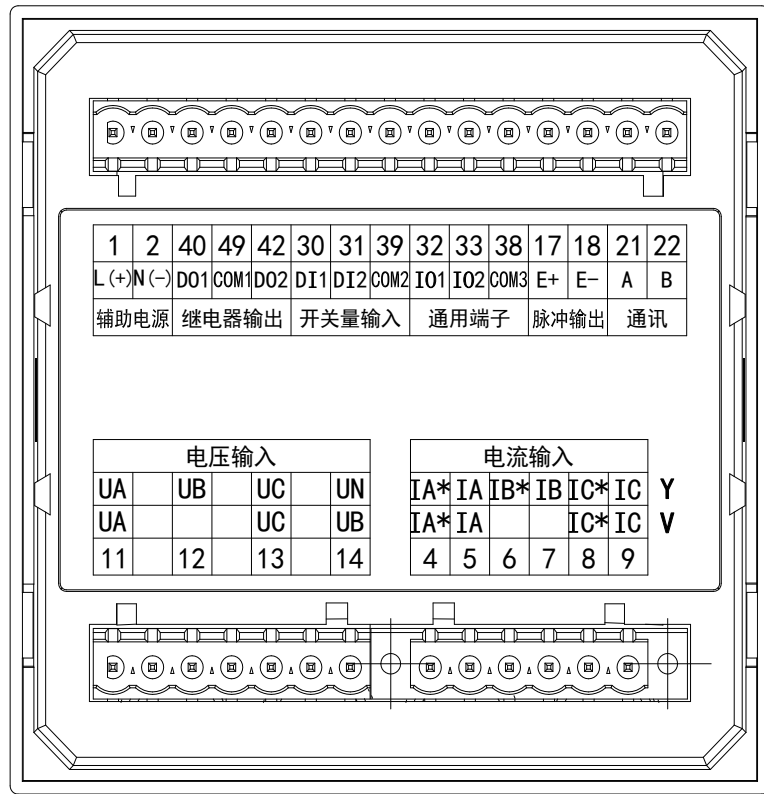 1 2 40 49 42 30 31 39 32 33 38 17 18 21 22
L(+) N(-) DO1 COM1 DO2 DI1 DI2 COM2 IO1 IO2 COM3 E+ E- A B
辅助电源 继电器输出 开关量输入 通用端子 脉冲输出 通讯
电压输入 电流输入
UA UB UC UN IA* IA IB* IB IC* IC Y
UA UC UB IA* IA IC* IC V
11 12 13 14 4 5 6 7 8 9